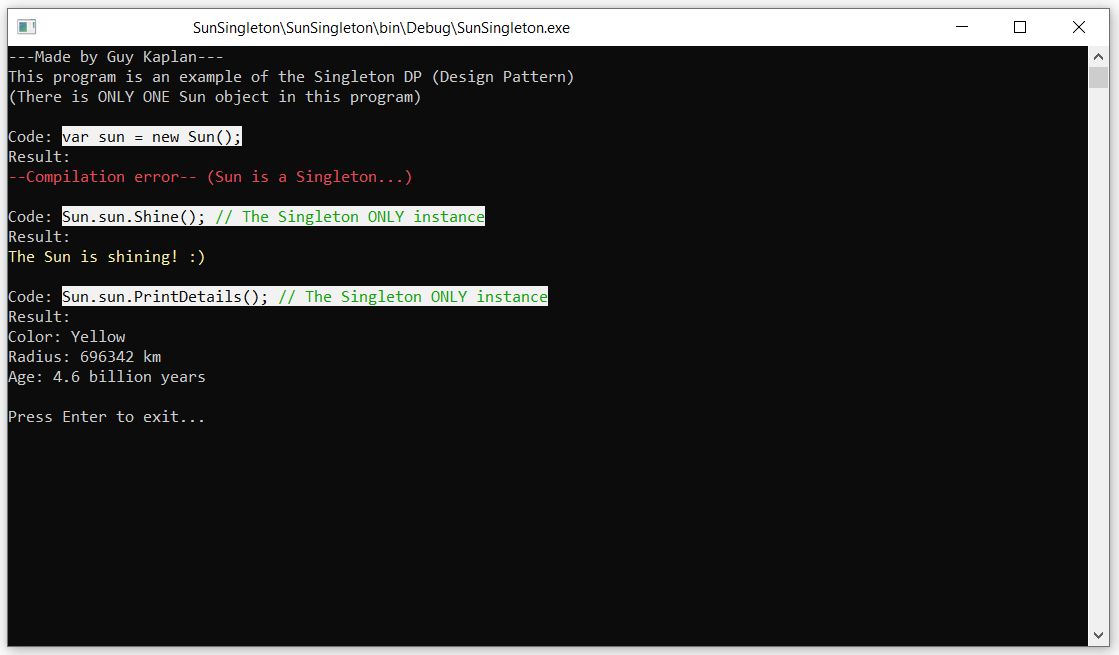 SunSingleton\SunSingleton\bin\Debug\SunSingleton.exe
---Made by Guy Kaplan---
This program is an example of the Singleton DP (Design Pattern)
(There is ONLY ONE Sun object in this program)
Code: var sun = new Sun();
Result:
--Compilation error-- (Sun is a Singleton...)
Code: Sun.sun.Shine(); // The Singleton ONLY instance
Result:
The Sun is shining! :)
Code: Sun.sun.PrintDetails(); // The Singleton ONLY instance
Result:
Color: Yellow
Radius: 696342 km
Age: 4.6 billion years
Press Enter to exit...